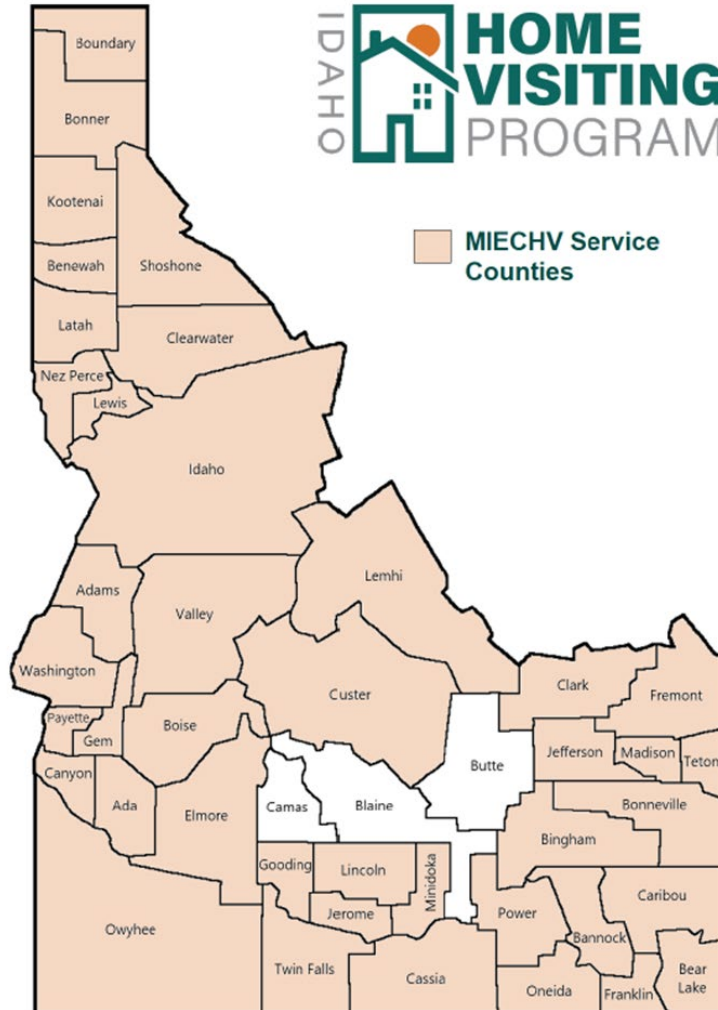 IDAHO
HOME
VISITING
PROGRAM
MIECHV Service
Counties
Boundary
Bonner
Kootenai
Benewah
Shoshone
Latah
Clearwater
Nez Perce
Lewis
Idaho
Lemhi
Adams
Valley
Washington
Custer
Clark
Fremont
Payette
Gem
Boise
Jefferson
Madison
Teton
Butte
Canyon
Ada
Elmore
Camas
Blaine
Bonneville
Bingham
Gooding
Lincoln
Minidoka
Jerome
Power
Caribou
Bannock
Owyhee
Twin Falls
Cassia
Oneida
Franklin
Bear
Lake